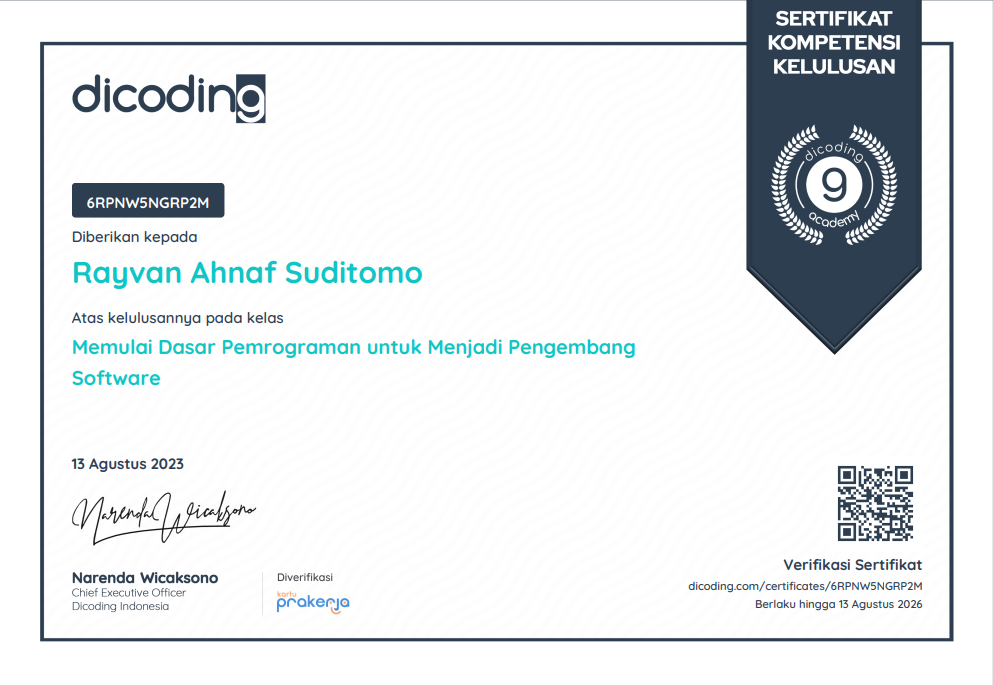 SERTIFIKAT
KOMPETENSI
KELULUSAN
dicoding
dicoding
9
academy
6RPNW5NGRP2M
Diberikan kepada
Rayvan Ahnaf Suditomo
Atas kelulusannya pada kelas
Memulai Dasar Pemrograman untuk Menjadi Pengembang
Software
13 Agustus 2023
Narenda Wicaksono
Narenda Wicaksono
Chief Executive Officer
Dicoding Indonesia
Diverifikasi
kartu
prakerja
Verifikasi Sertifikat
dicoding.com/certificates/6RPNW5NGRP2M
Berlaku hingga 13 Agustus 2026